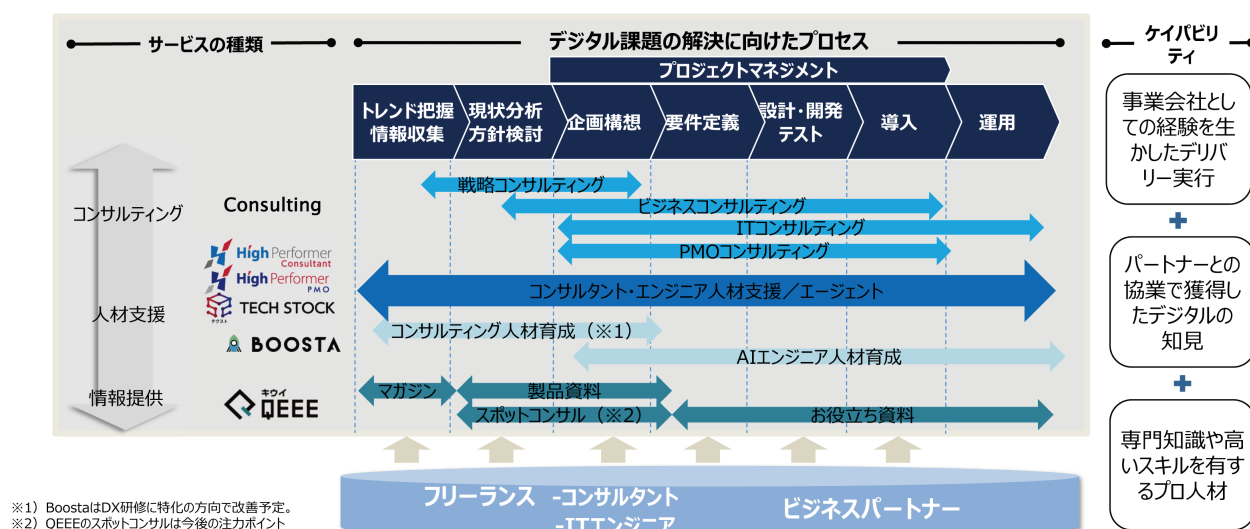 サービスの種類
デジタル課題の解決に向けたプロセス
ケイパビリ
ティ
プロジェクトマネジメント
トレンド把握
情報収集
現状分析
方針検討
企画構想
要件定義
設計・開発
テスト
導入
運用
コンサルティング
Consulting
戦略コンサルティング
ビジネスコンサルティング
ITコンサルティング
PMOコンサルティング
High Performer
Consultant
High Performer
PMO
TECH STOCK
テクスト
人材支援
BOOSTA
コンサルタント・エンジニア人材支援／エージェント
コンサルティング人材育成（※1）
AIエンジニア人材育成
情報提供
キウイ
QEEE
マガジン
製品資料
スポットコンサル（※2）
お役立ち資料
フリーランス
-コンサルタント
-ITエンジニア
ビジネスパートナー
事業会社とし
ての経験を生
かしたデリバ
リー実行
パートナーとの
協業で獲得し
たデジタルの
知見
専門知識や高
いスキルを有す
るプロ人材
※1）BoostaはDX研修に特化の方向で改善予定。
※2）QEEEのスポットコンサルは今後の注力ポイント